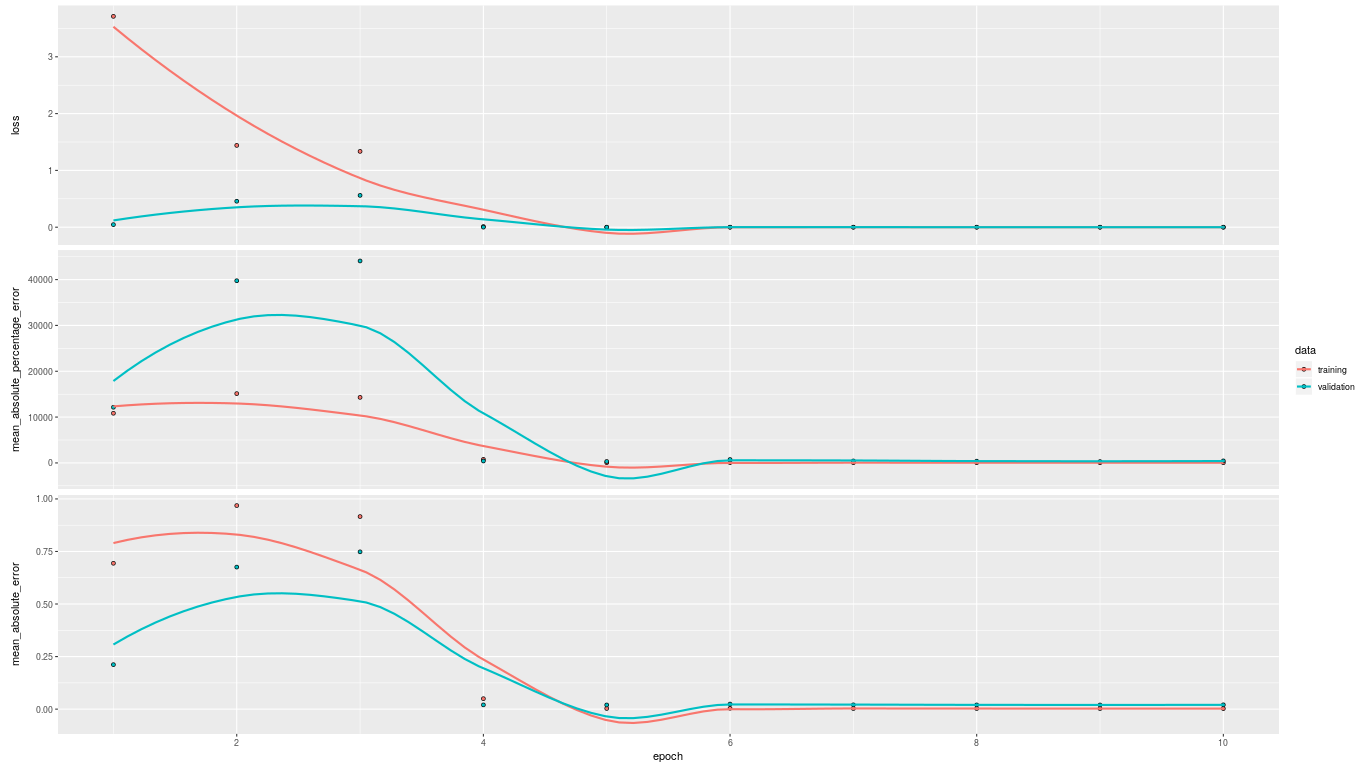 loss
3
2
1
0
mean_absolute_percentage_error
40000
30000
20000
10000
0
mean_absolute_error
1.00
0.75
0.50
0.25
0.00
2
4
6
8
10
epoch
data
training
validation